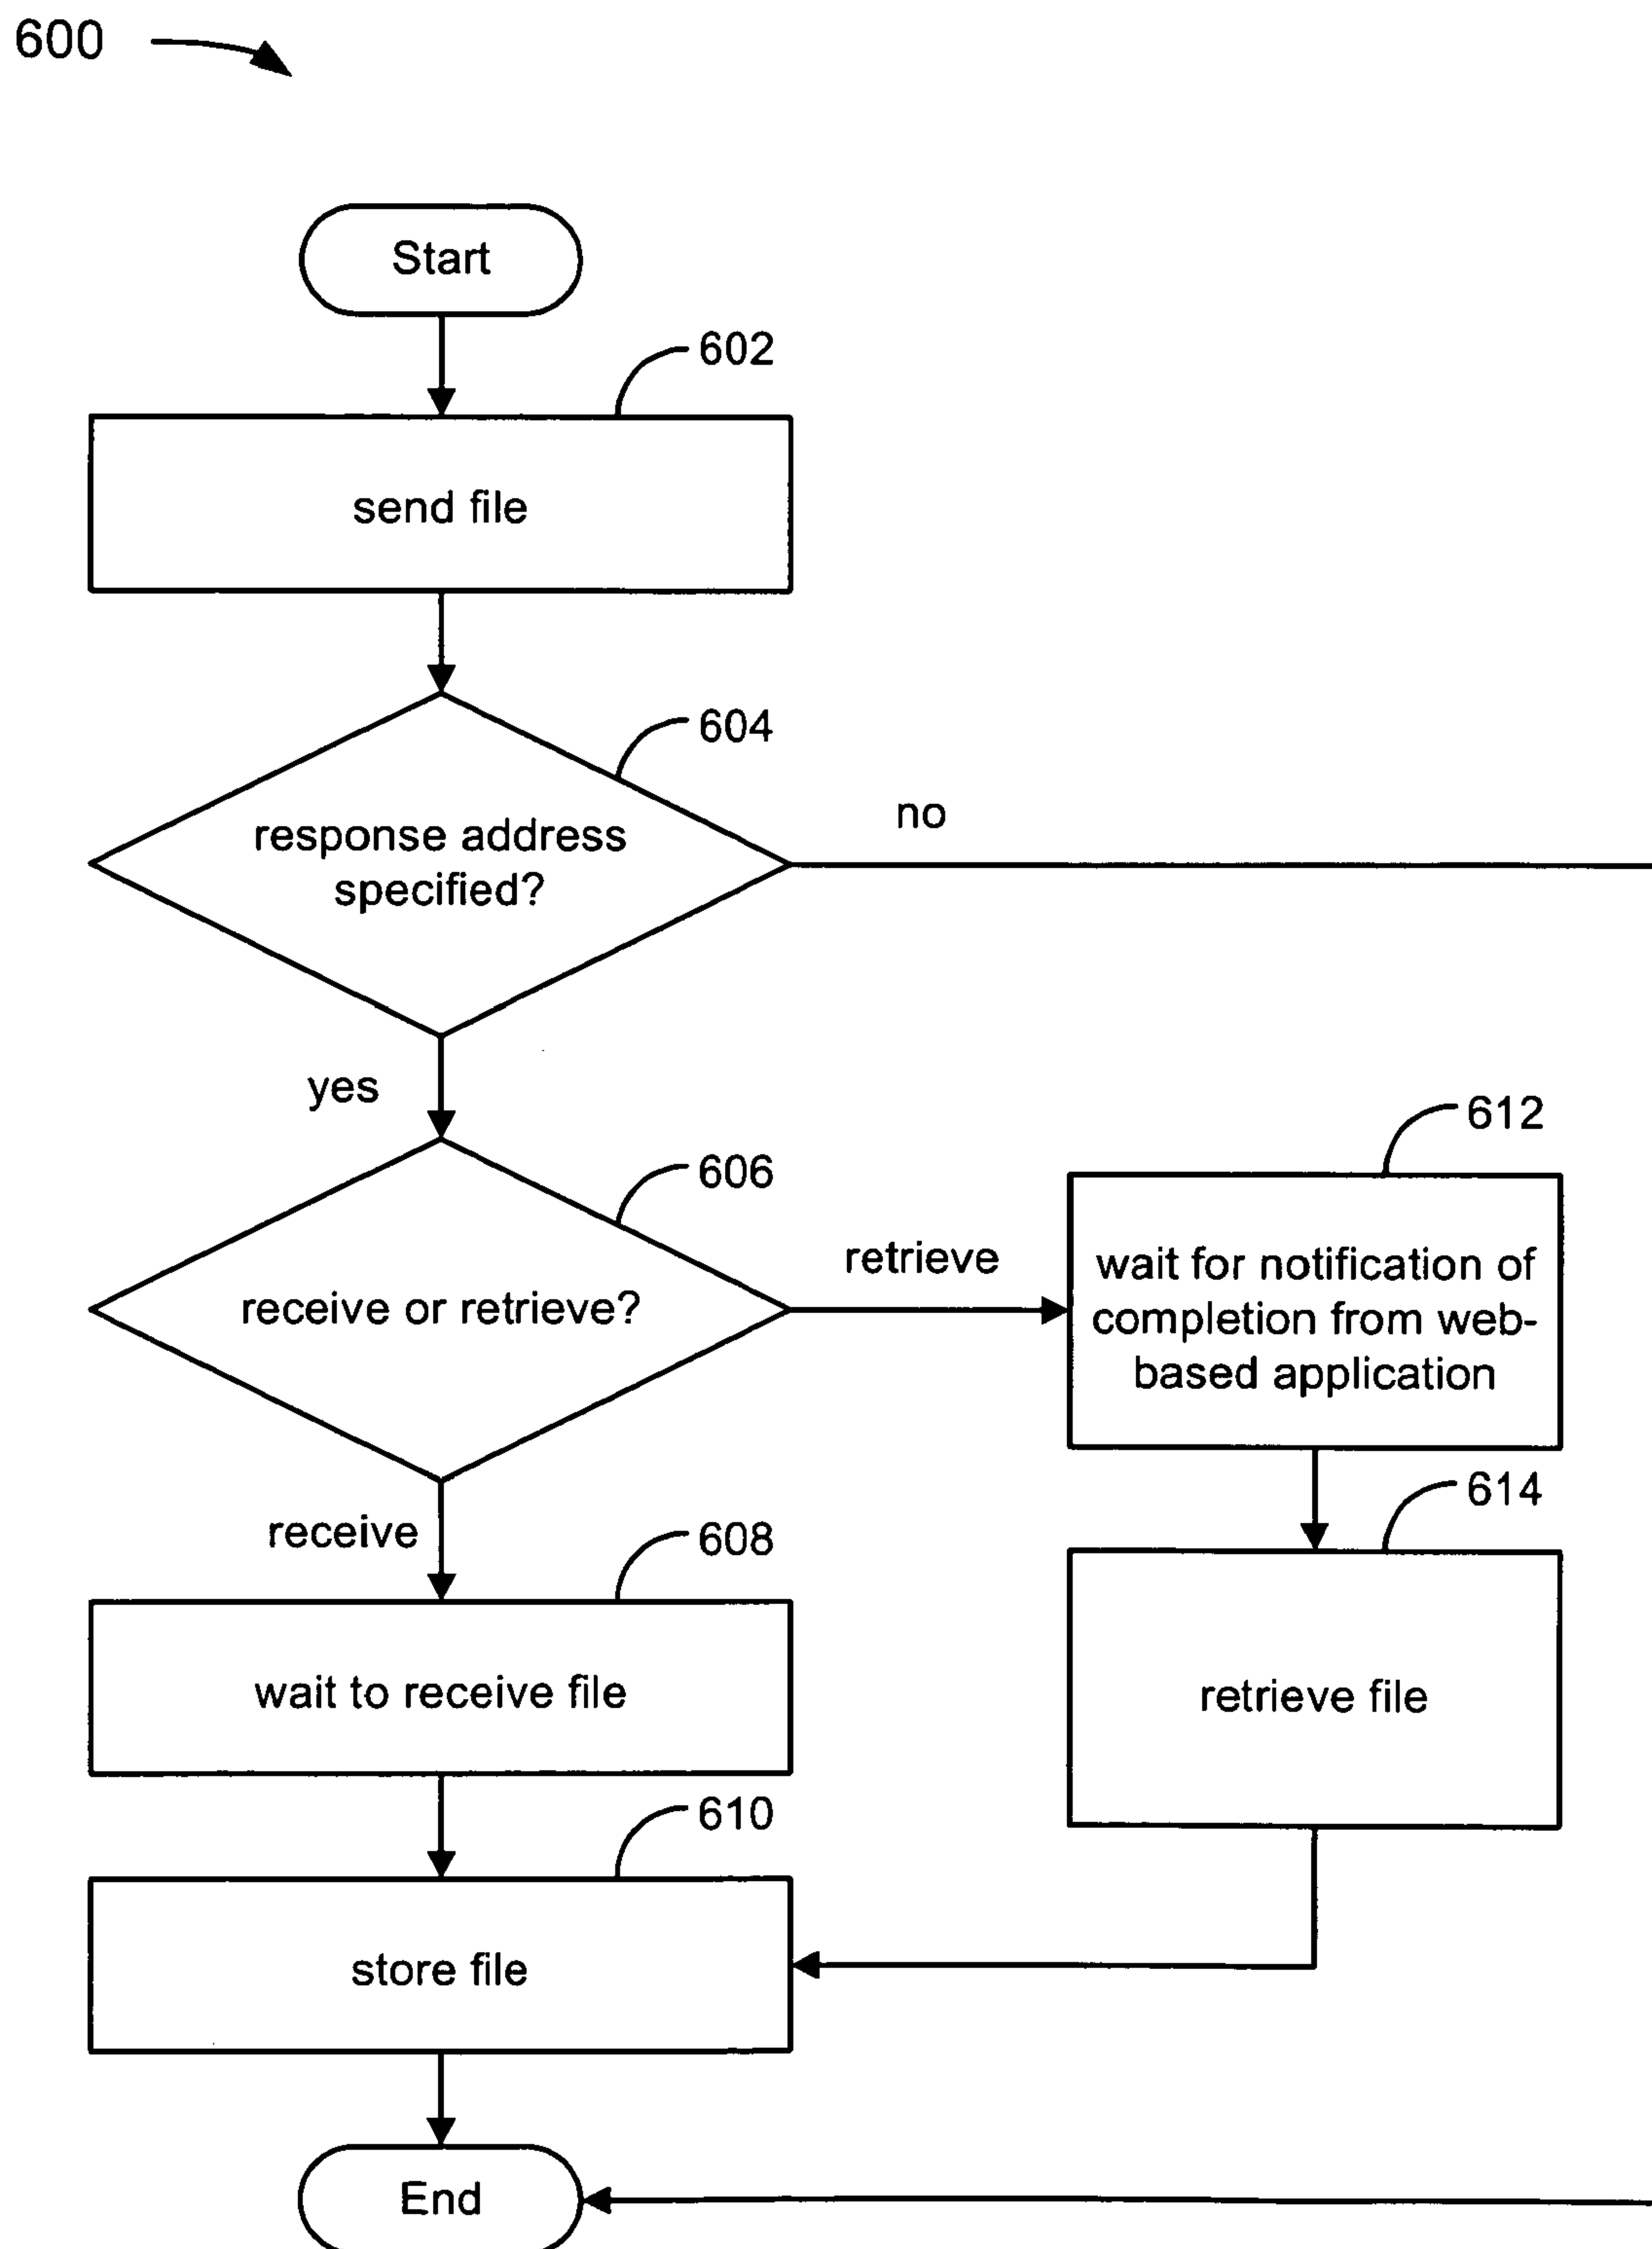 600
Start
602
send file
604
response address
specified?
no
yes
606
receive or retrieve?
retrieve
612
wait for notification of
completion from web-
based application
receive
608
wait to receive file
614
retrieve file
610
store file
End